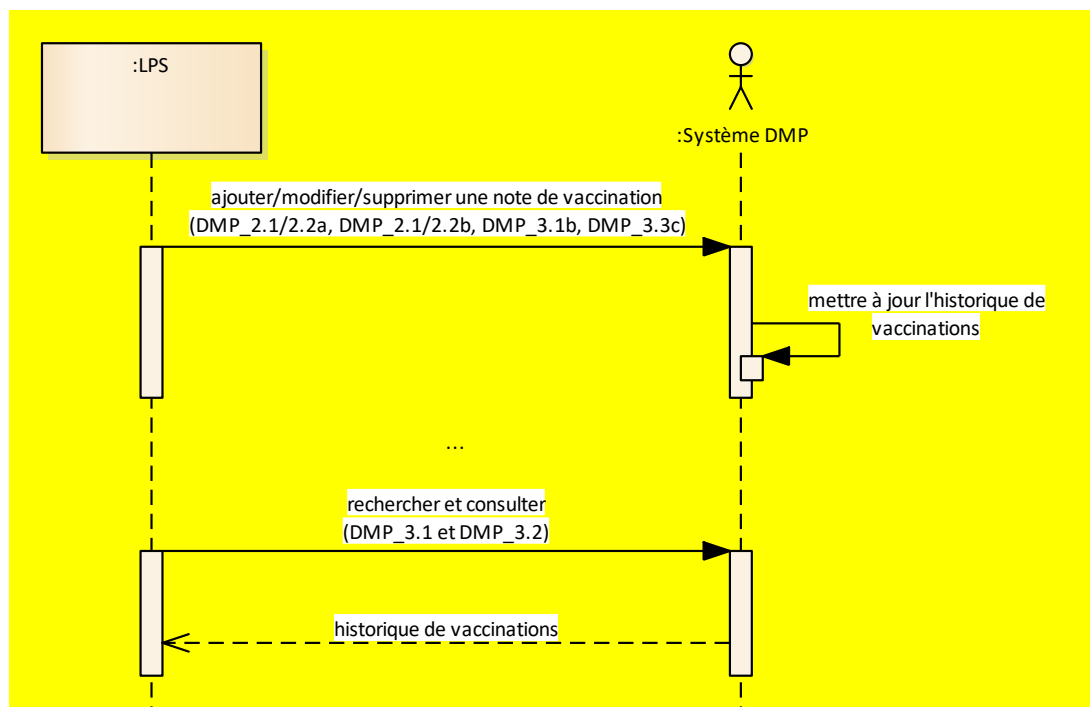 :LPS
:Système DMP
ajouter/modifier/supprimer une note de vaccination
(DMP_2.1/2.2a, DMP_2.1/2.2b, DMP_3.1b, DMP_3.3c)
mettre à jour l'historique de
vaccinations
...
rechercher et consulter
(DMP_3.1 et DMP_3.2)
historique de vaccinations